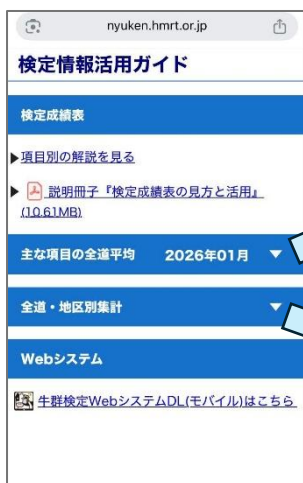 nyuken.hmrt.or.jp
検定情報活用ガイド
検定成績表
▶項目別の解説を見る
▶ 説明冊子『検定成績表の見方と活用』
(10.61MB)
主な項目の全道平均 2026年01月 ▼
全道・地区別集計 ▼
Webシステム
牛群検定WebシステムDL(モバイル)はこちら